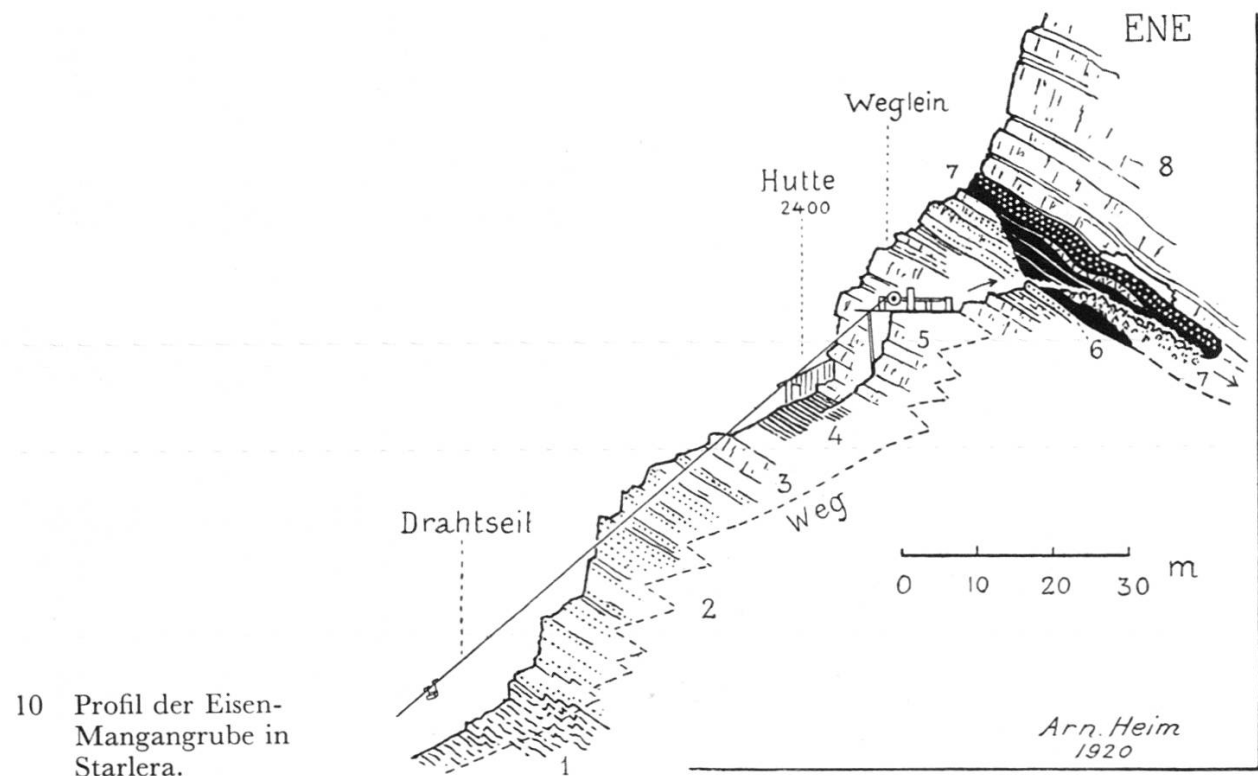 ENE
Weglein
8
7
Hutte
2400
5
6
7
4
3
Weg
Drahtseil
0 10 20 30 m
2
10 Profil der Eisen-
Mangangrube in
Starlera.
Arn. Heim
1920
1